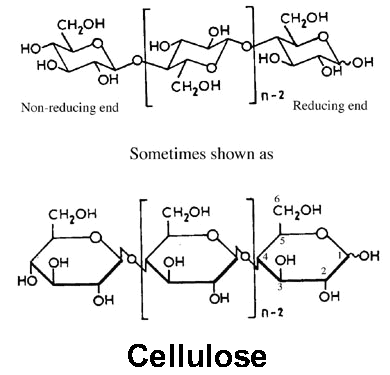 CH₂OH
OH
CH₂OH
HO
HO
O
O
O
O
O
HO
HO
OH
OH
OH
CH₂OH
n-2
Non-reducing end
Reducing end
Sometimes shown as
6
CH₂OH
CH₂OH
CH₂OH
O
O
5
O
O
O
4
1
OH
OH
OH
OH
2
3
HO
OH
OH
OH
n-2
Cellulose